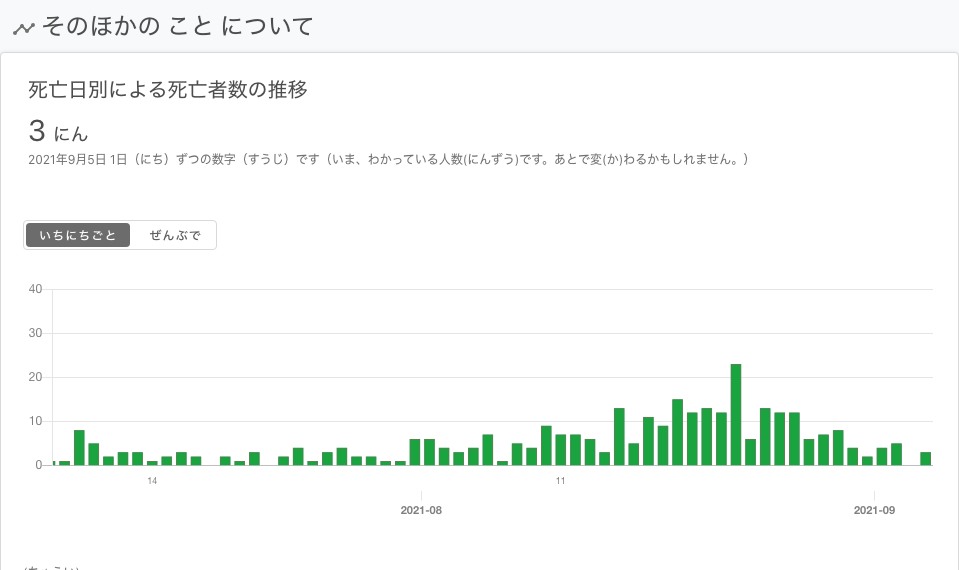 そのほかの こと について
死亡日別による死亡者数の推移
3 にん
2021年9月5日 1日（にち）ずつの数字（すうじ）です（いま、わかっている人数(にんずう)です。あとで変(か)わるかもしれません。）
いちにちごと ぜんぶで
40
30
20
10
0
14 11
2021-08 2021-09